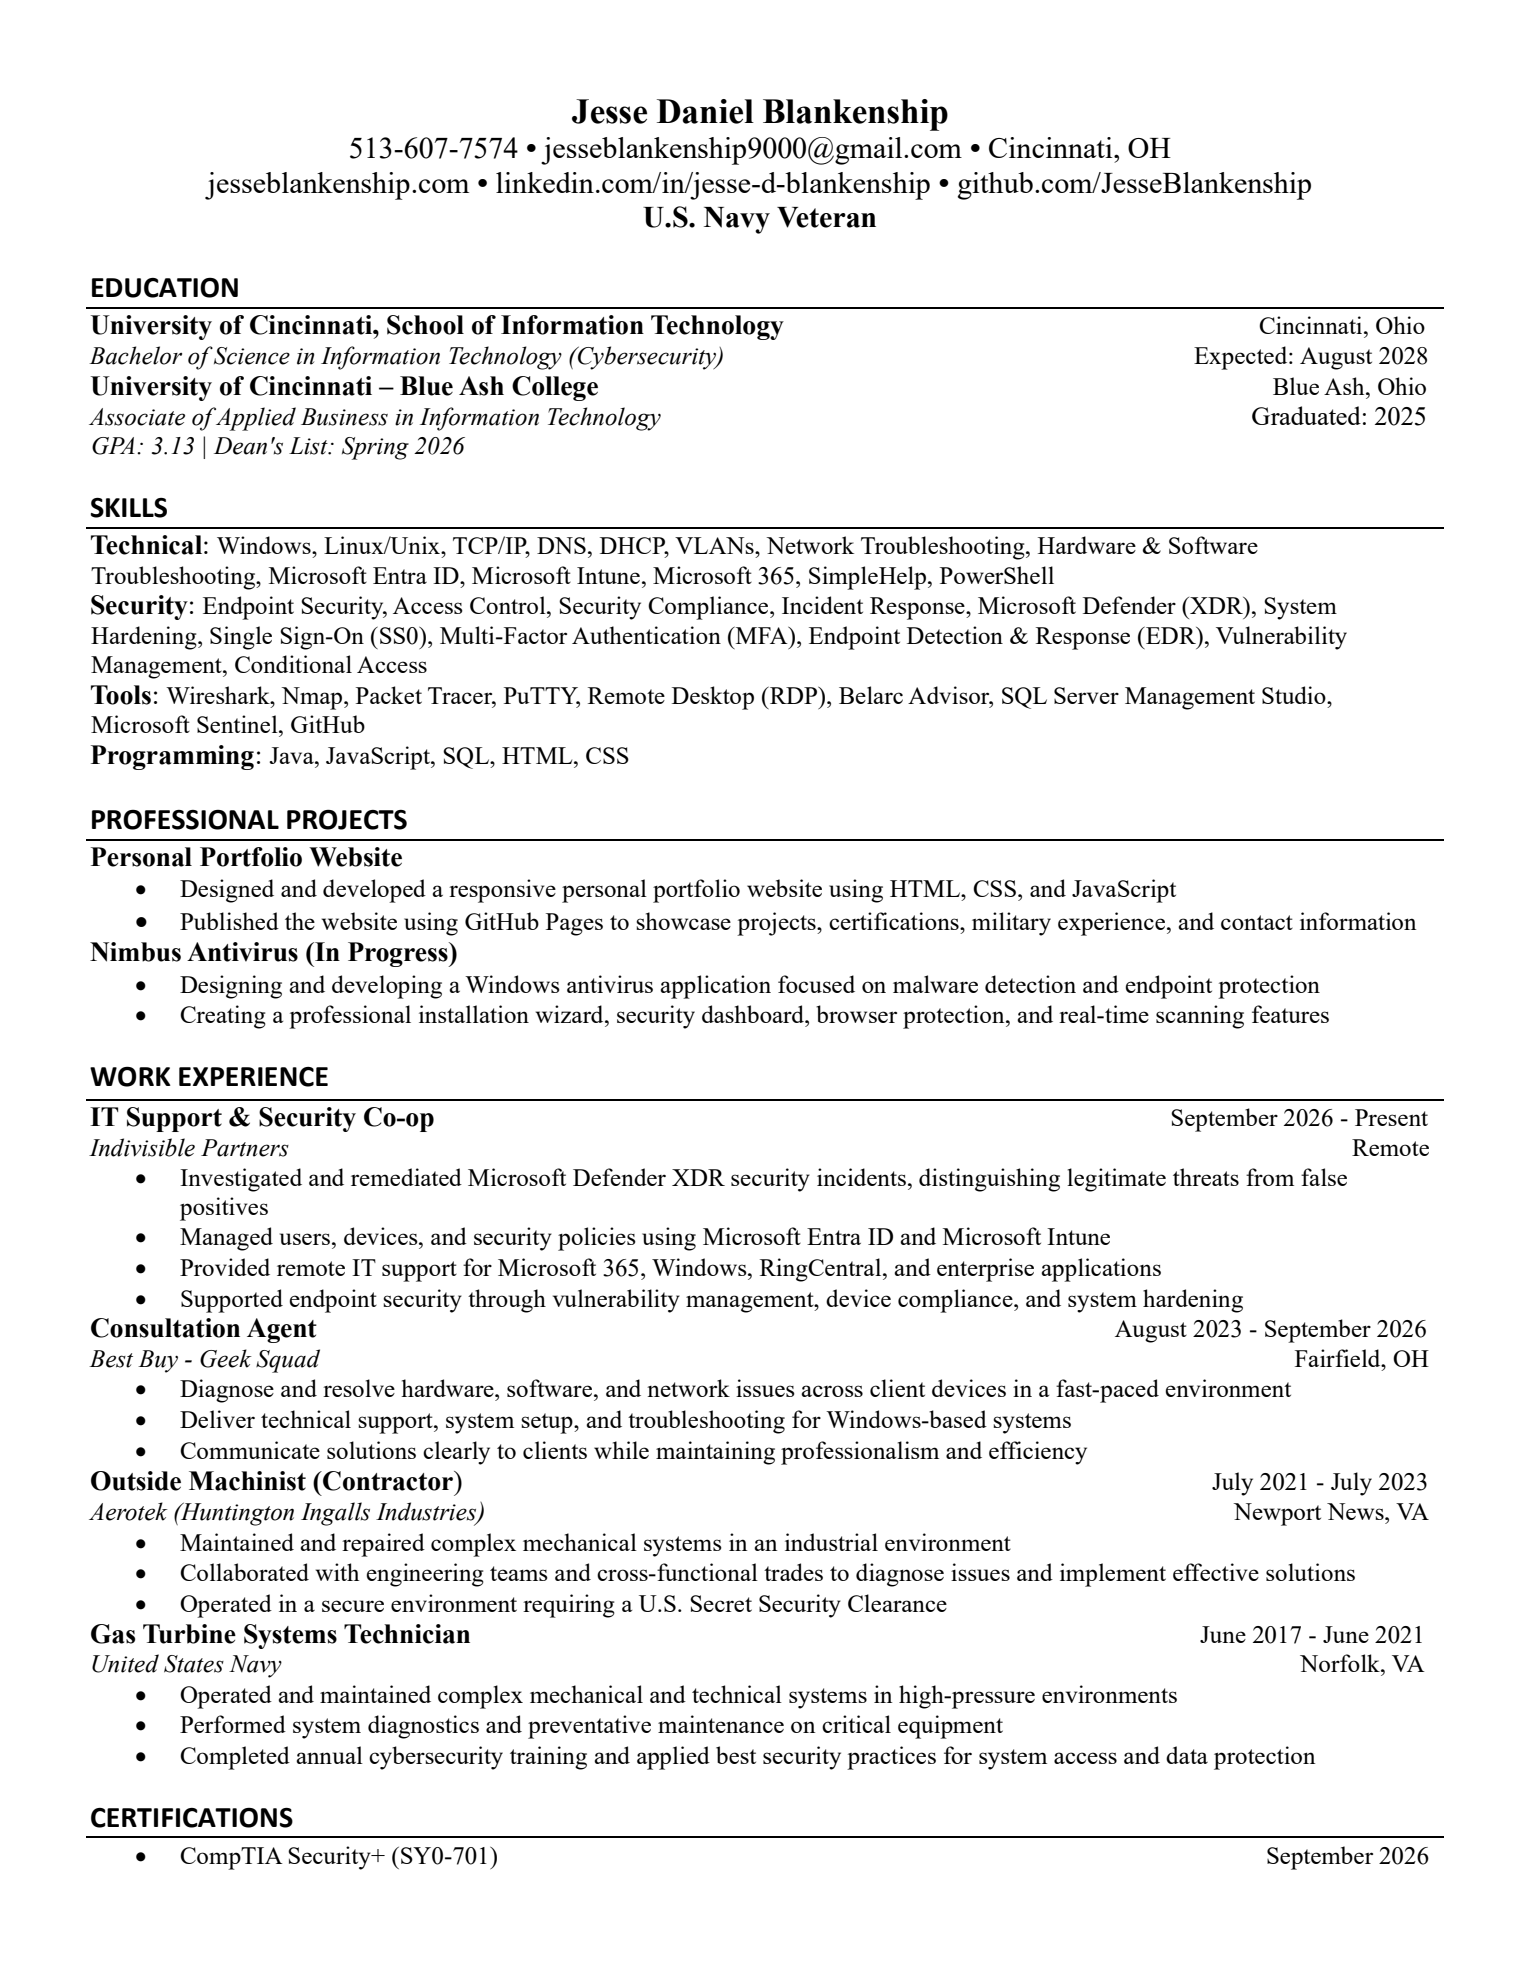 Jesse Daniel Blankenship
513-607-7574 • jesseblankenship9000@gmail.com • Cincinnati, OH
jesseblankenship.com • linkedin.com/in/jesse-d-blankenship • github.com/JesseBlankenship
U.S. Navy Veteran
EDUCATION
University of Cincinnati, School of Information Technology Cincinnati, Ohio
Bachelor of Science in Information Technology (Cybersecurity) Expected: August 2028
University of Cincinnati – Blue Ash College Blue Ash, Ohio
Associate of Applied Business in Information Technology Graduated: 2025
GPA: 3.13 | Dean's List: Spring 2026
SKILLS
Technical: Windows, Linux/Unix, TCP/IP, DNS, DHCP, VLANs, Network Troubleshooting, Hardware & Software
Troubleshooting, Microsoft Entra ID, Microsoft Intune, Microsoft 365, SimpleHelp, PowerShell
Security: Endpoint Security, Access Control, Security Compliance, Incident Response, Microsoft Defender (XDR), System
Hardening, Single Sign-On (SS0), Multi-Factor Authentication (MFA), Endpoint Detection & Response (EDR), Vulnerability
Management, Conditional Access
Tools: Wireshark, Nmap, Packet Tracer, PuTTY, Remote Desktop (RDP), Belarc Advisor, SQL Server Management Studio,
Microsoft Sentinel, GitHub
Programming: Java, JavaScript, SQL, HTML, CSS
PROFESSIONAL PROJECTS
Personal Portfolio Website
• Designed and developed a responsive personal portfolio website using HTML, CSS, and JavaScript
• Published the website using GitHub Pages to showcase projects, certifications, military experience, and contact information
Nimbus Antivirus (In Progress)
• Designing and developing a Windows antivirus application focused on malware detection and endpoint protection
• Creating a professional installation wizard, security dashboard, browser protection, and real-time scanning features
WORK EXPERIENCE
IT Support & Security Co-op September 2026 - Present
Indivisible Partners Remote
• Investigated and remediated Microsoft Defender XDR security incidents, distinguishing legitimate threats from false
positives
• Managed users, devices, and security policies using Microsoft Entra ID and Microsoft Intune
• Provided remote IT support for Microsoft 365, Windows, RingCentral, and enterprise applications
• Supported endpoint security through vulnerability management, device compliance, and system hardening
Consultation Agent August 2023 - September 2026
Best Buy - Geek Squad Fairfield, OH
• Diagnose and resolve hardware, software, and network issues across client devices in a fast-paced environment
• Deliver technical support, system setup, and troubleshooting for Windows-based systems
• Communicate solutions clearly to clients while maintaining professionalism and efficiency
Outside Machinist (Contractor) July 2021 - July 2023
Aerotek (Huntington Ingalls Industries) Newport News, VA
• Maintained and repaired complex mechanical systems in an industrial environment
• Collaborated with engineering teams and cross-functional trades to diagnose issues and implement effective solutions
• Operated in a secure environment requiring a U.S. Secret Security Clearance
Gas Turbine Systems Technician June 2017 - June 2021
United States Navy Norfolk, VA
• Operated and maintained complex mechanical and technical systems in high-pressure environments
• Performed system diagnostics and preventative maintenance on critical equipment
• Completed annual cybersecurity training and applied best security practices for system access and data protection
CERTIFICATIONS
• CompTIA Security+ (SY0-701) September 2026